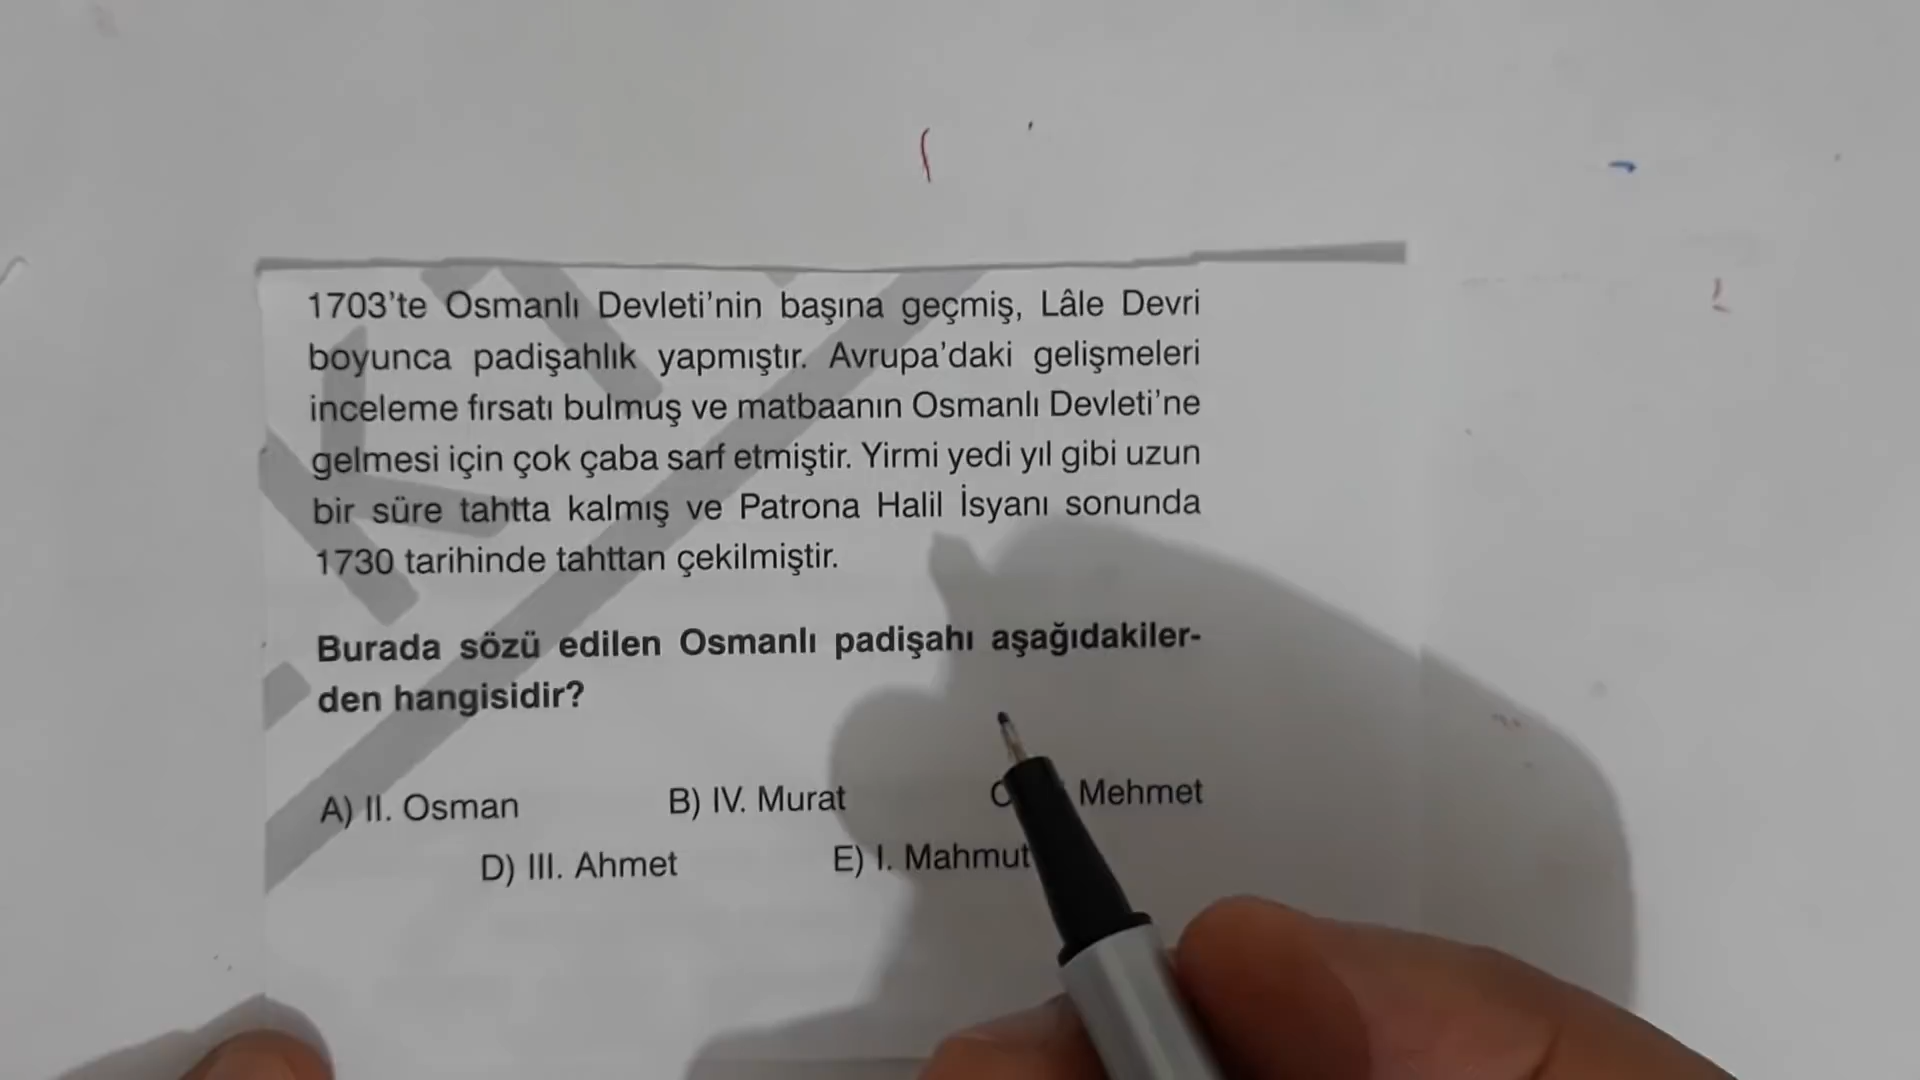 1703’te Osmanlı Devleti’nin başına geçmiş, Lâle Devri
boyunca padişahlık yapmıştır. Avrupa’daki gelişmeleri
inceleme fırsatı bulmuş ve matbaanın Osmanlı Devleti’ne
gelmesi için çok çaba sarf etmiştir. Yirmi yedi yıl gibi uzun
bir süre tahtta kalmış ve Patrona Halil İsyanı sonunda
1730 tarihinde tahttan çekilmiştir.
Burada sözü edilen Osmanlı padişahı aşağıdakiler-
den hangisidir?
A) II. Osman B) IV. Murat Mehmet
D) III. Ahmet E) I. Mahmut